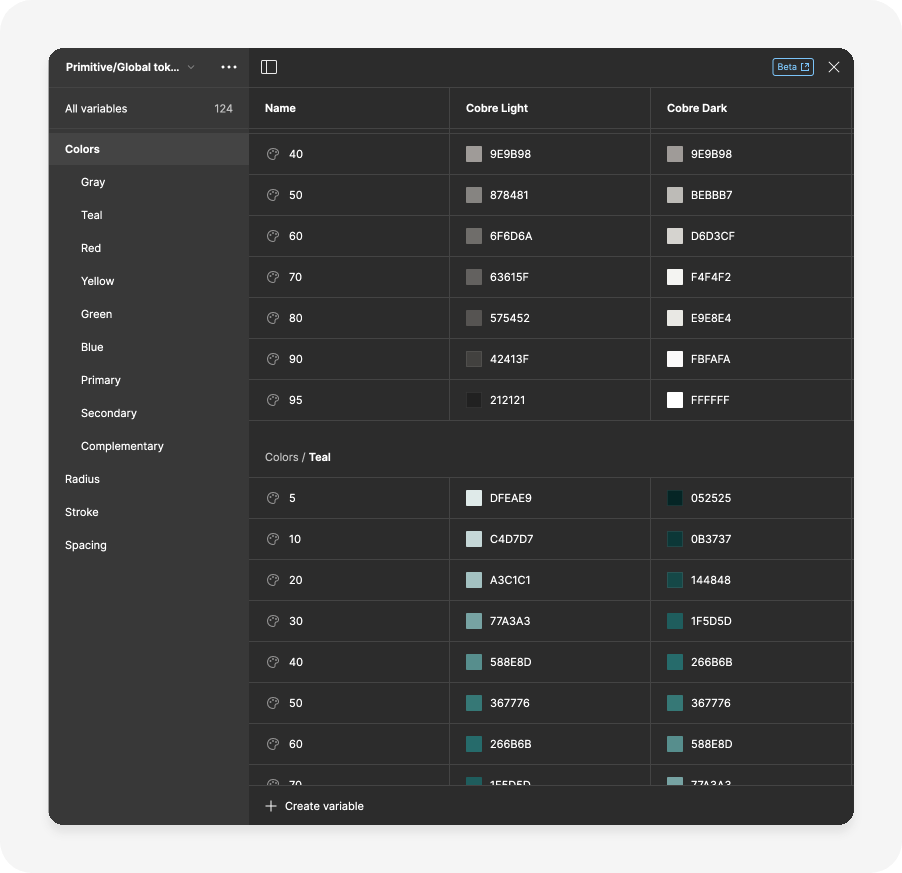 Primitive/Global tok...
Beta
All variables 124
Name Cobre Light Cobre Dark
Colors
Gray
Teal
Red
Yellow
Green
Blue
Primary
Secondary
Complementary
Radius
Stroke
Spacing
40 9E9B98 9E9B98
50 878481 BEBBB7
60 6F6D6A D6D3CF
70 63615F F4F4F2
80 575452 E9E8E4
90 42413F FBFAFA
95 212121 FFFFFF
Colors / Teal
5 DFEAE9 052525
10 C4D7D7 0B3737
20 A3C1C1 144848
30 77A3A3 1F5D5D
40 588E8D 266B6B
50 367776 367776
60 266B6B 588E8D
70 1F5D5D 77A3A3
Create variable